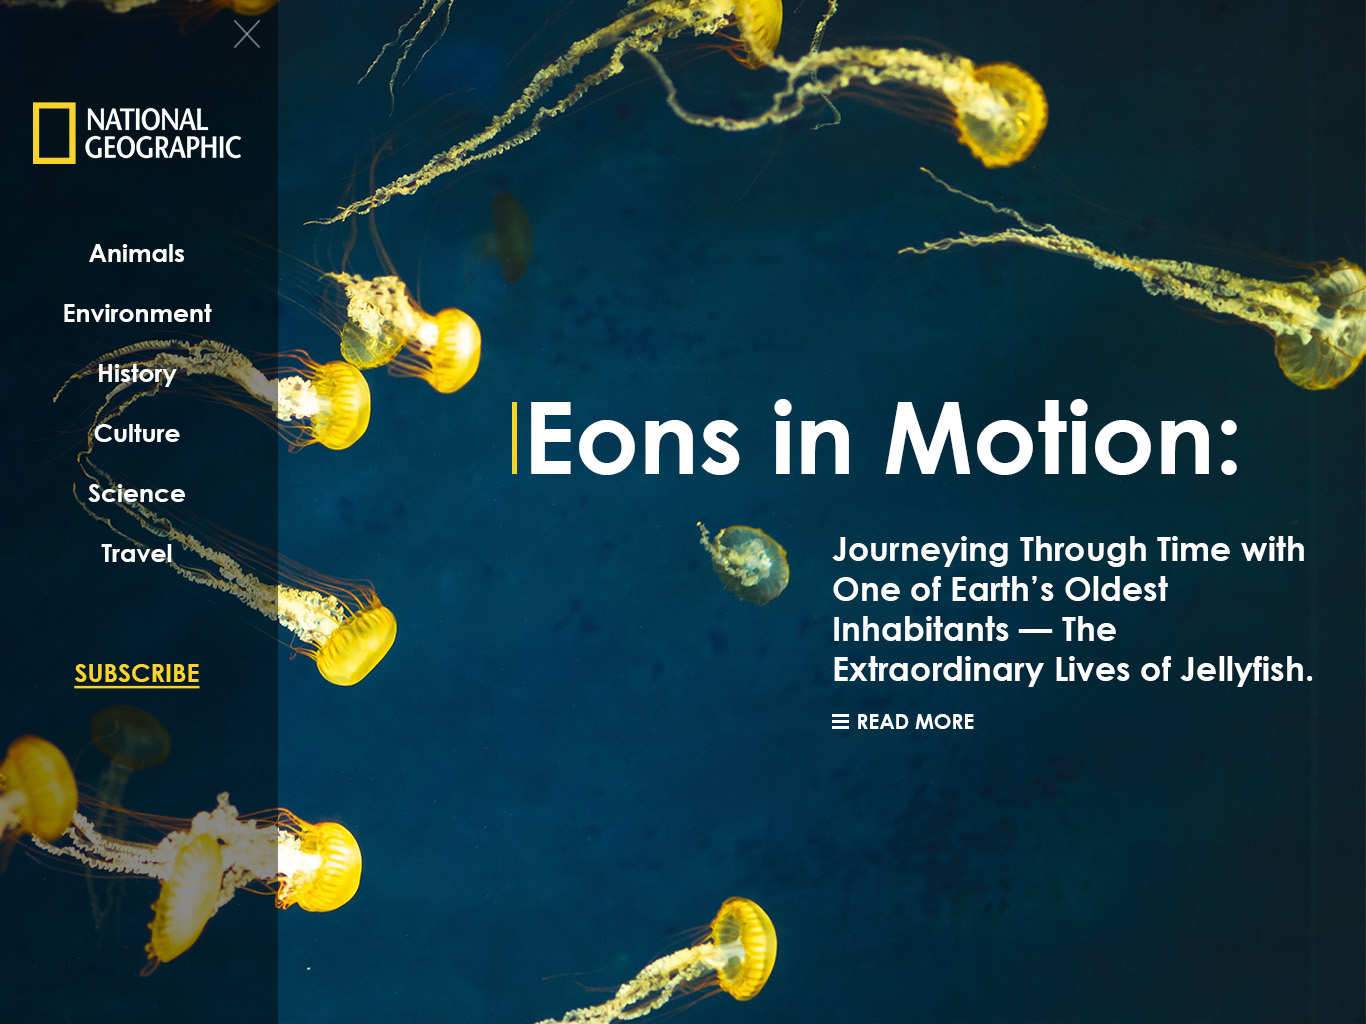 NATIONAL
GEOGRAPHIC
Animals
Environment
History
Culture
Science
Travel
SUBSCRIBE
Eons in Motion:
Journeying Through Time with
One of Earth’s Oldest
Inhabitants — The
Extraordinary Lives of Jellyfish.
READ MORE